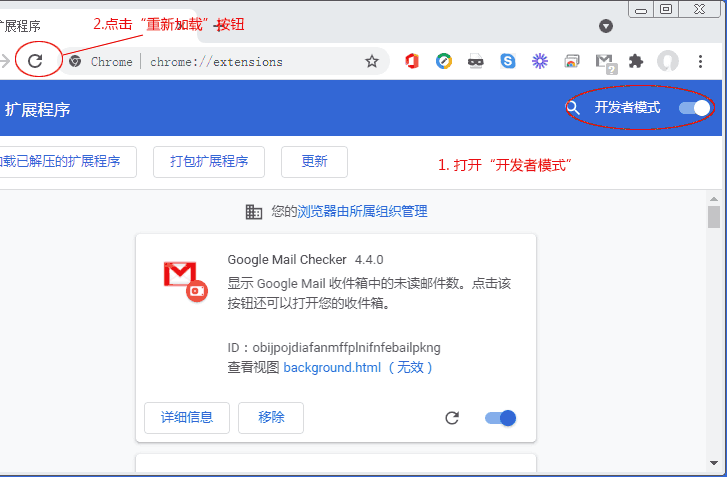 扩展程序
2.点击“重新加载”按钮
Chrome | chrome://extensions
扩展程序
开发者模式
加载已解压的扩展程序
打包扩展程序
更新
1. 打开“开发者模式”
您的浏览器由所属组织管理
Google Mail Checker 4.4.0
显示 Google Mail 收件箱中的未读邮件数。点击该
按钮还可以打开您的收件箱。
ID：obijpojdiafanmffplnifnfebailpkng
查看视图 background.html（无效）
详细信息
移除